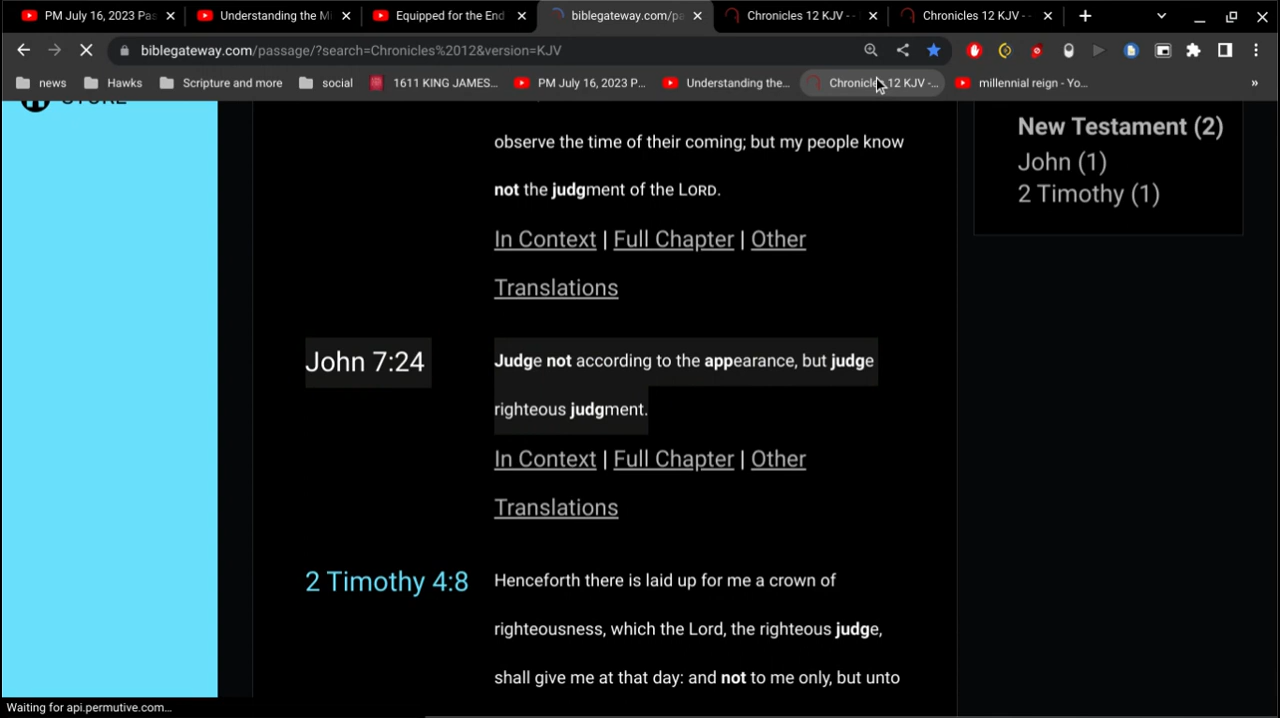 PM July 16, 2023 Pas
Understanding the Mi
Equipped for the End
biblegateway.com/pa
Chronicles 12 KJV -- 
Chronicles 12 KJV -
biblegateway.com/passage/?search=Chronicles%2012&version=KJV
news
Hawks
Scripture and more
social
1611 KING JAMES...
PM July 16, 2023 P...
Understanding the...
Chronicles 12 KJV -...
millennial reign - Yo...
»
STORE
observe the time of their coming; but my people know
not the judgment of the LORD.
In Context | Full Chapter | Other
Translations
John 7:24
Judge not according to the appearance, but judge
righteous judgment.
In Context | Full Chapter | Other
Translations
2 Timothy 4:8
Henceforth there is laid up for me a crown of
righteousness, which the Lord, the righteous judge,
shall give me at that day: and not to me only, but unto
New Testament (2)
John (1)
2 Timothy (1)
Waiting for api.permutive.com...